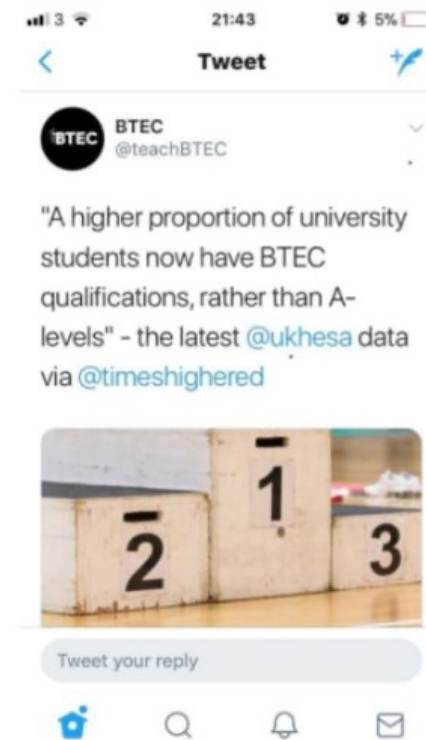 3 21:43 5%
Tweet
BTEC
BTEC
@teachBTEC
"A higher proportion of university
students now have BTEC
qualifications, rather than A-
levels" - the latest @ukhesa data
via @timeshighered
1
2
3
Tweet your reply